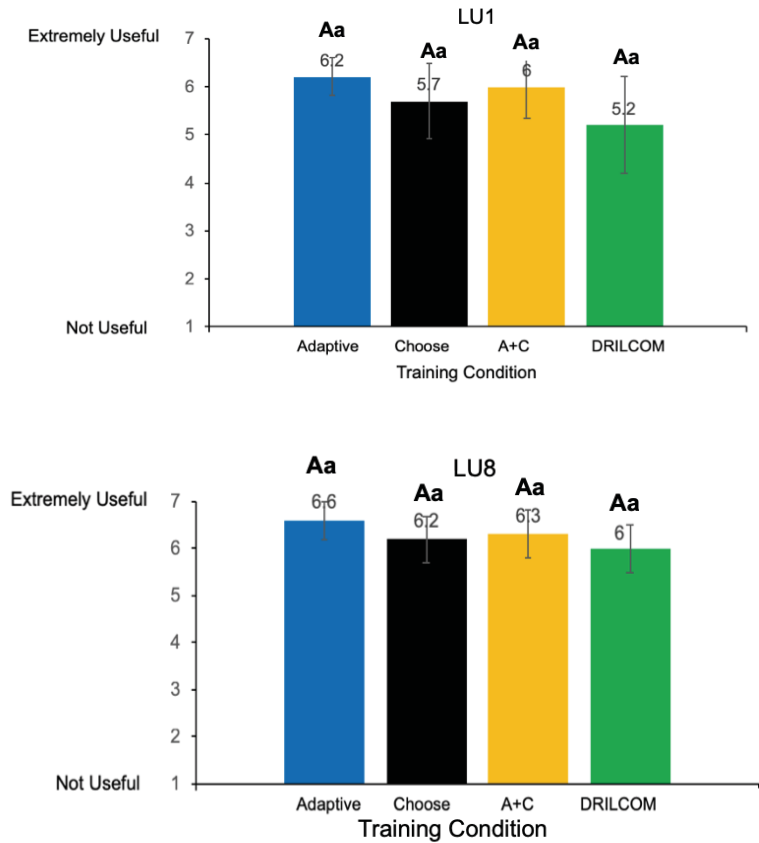 LU1
Extremely Useful
7
Aa
Aa
Aa
Aa
6.2
5.7
6
5.2
6
5
4
3
2
Not Useful
1
Adaptive
Choose
A+C
DRILCOM
Training Condition
LU8
Extremely Useful
7
Aa
Aa
Aa
Aa
6.6
6.2
6.3
6
6
5
4
3
2
Not Useful
1
Adaptive
Choose
A+C
DRILCOM
Training Condition